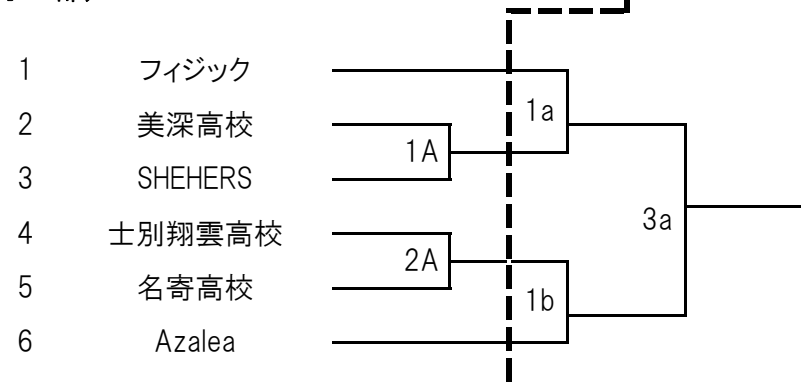 1 フィジック
1a
2 美深高校
1A
3 SHEHERS
3a
4 士別翔雲高校
2A
5 名寄高校
1b
6 Azalea